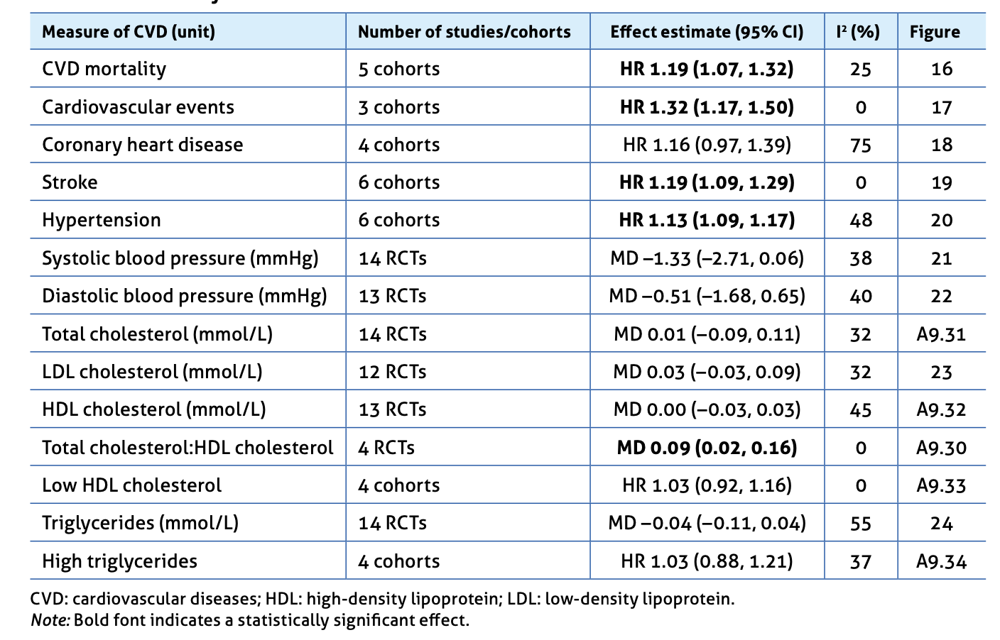 Measure of CVD (unit) Number of studies/cohorts Effect estimate (95% CI) I² (%) Figure
CVD mortality 5 cohorts HR 1.19 (1.07, 1.32) 25 16
Cardiovascular events 3 cohorts HR 1.32 (1.17, 1.50) 0 17
Coronary heart disease 4 cohorts HR 1.16 (0.97, 1.39) 75 18
Stroke 6 cohorts HR 1.19 (1.09, 1.29) 0 19
Hypertension 6 cohorts HR 1.13 (1.09, 1.17) 48 20
Systolic blood pressure (mmHg) 14 RCTs MD –1.33 (–2.71, 0.06) 38 21
Diastolic blood pressure (mmHg) 13 RCTs MD –0.51 (–1.68, 0.65) 40 22
Total cholesterol (mmol/L) 14 RCTs MD 0.01 (–0.09, 0.11) 32 A9.31
LDL cholesterol (mmol/L) 12 RCTs MD 0.03 (–0.03, 0.09) 32 23
HDL cholesterol (mmol/L) 13 RCTs MD 0.00 (–0.03, 0.03) 45 A9.32
Total cholesterol:HDL cholesterol 4 RCTs MD 0.09 (0.02, 0.16) 0 A9.30
Low HDL cholesterol 4 cohorts HR 1.03 (0.92, 1.16) 0 A9.33
Triglycerides (mmol/L) 14 RCTs MD –0.04 (–0.11, 0.04) 55 24
High triglycerides 4 cohorts HR 1.03 (0.88, 1.21) 37 A9.34
CVD: cardiovascular diseases; HDL: high-density lipoprotein; LDL: low-density lipoprotein.
Note: Bold font indicates a statistically significant effect.